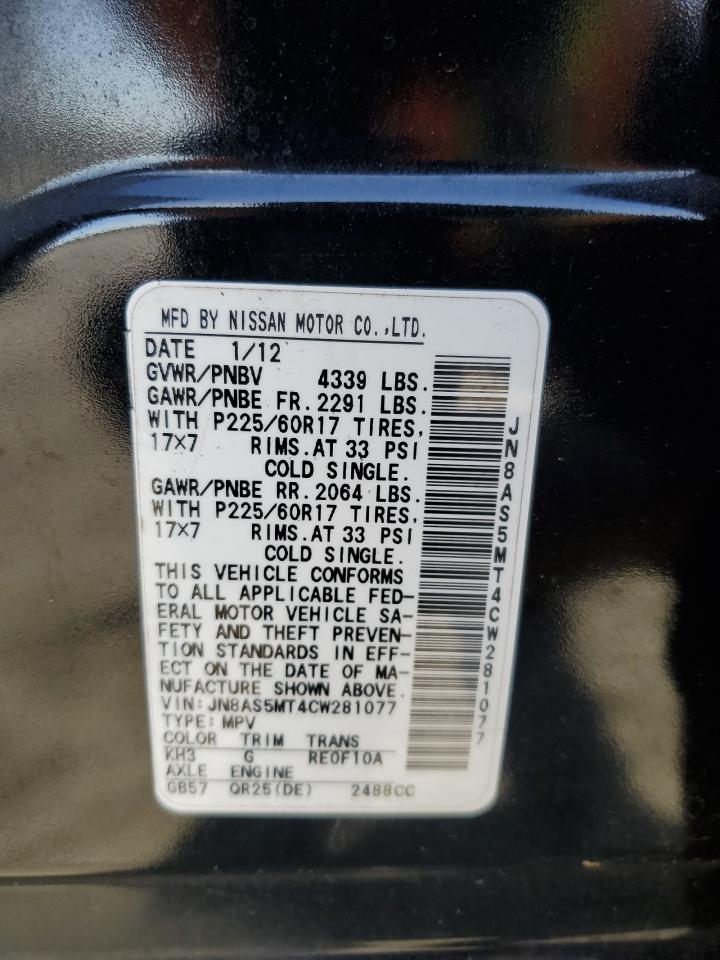 MFD BY NISSAN MOTOR CO.,LTD.
DATE 1/12
GVWR/PNBV 4339 LBS.
GAWR/PNBE FR. 2291 LBS.
WITH P225/60R17 TIRES,
17×7 RIMS.AT 33 PSI
COLD SINGLE.
GAWR/PNBE RR. 2064 LBS.
WITH P225/60R17 TIRES,
17×7 RIMS.AT 33 PSI
COLD SINGLE.
THIS VEHICLE CONFORMS
TO ALL APPLICABLE FED-
ERAL MOTOR VEHICLE SA-
FETY AND THEFT PREVEN-
TION STANDARDS IN EFF-
ECT ON THE DATE OF MA-
NUFACTURE SHOWN ABOVE.
VIN: JN8AS5MT4CW281077
TYPE: MPV
COLOR TRIM TRANS
KH3 G RE0F10A
AXLE ENGINE
GB57 QR25(DE) 2488CC
JN8AS5MT4CW281077